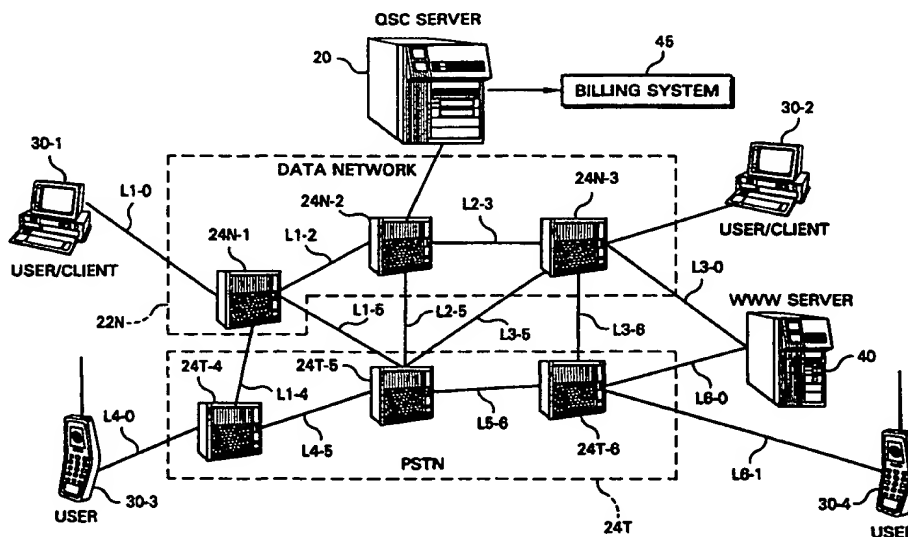 QSC SERVER
20
45
BILLING SYSTEM
30-1
30-2
DATA NETWORK
L1-0
24N-2
L2-3
24N-3
24N-1
L1-2
USER/CLIENT
USER/CLIENT
L3-0
22N
L1-5
L2-5
L3-5
L3-6
WWW SERVER
24T-4
24T-5
L1-4
40
L4-0
L5-6
L6-0
L4-5
24T-6
PSTN
L6-1
30-3
30-4
USER
24T
USER